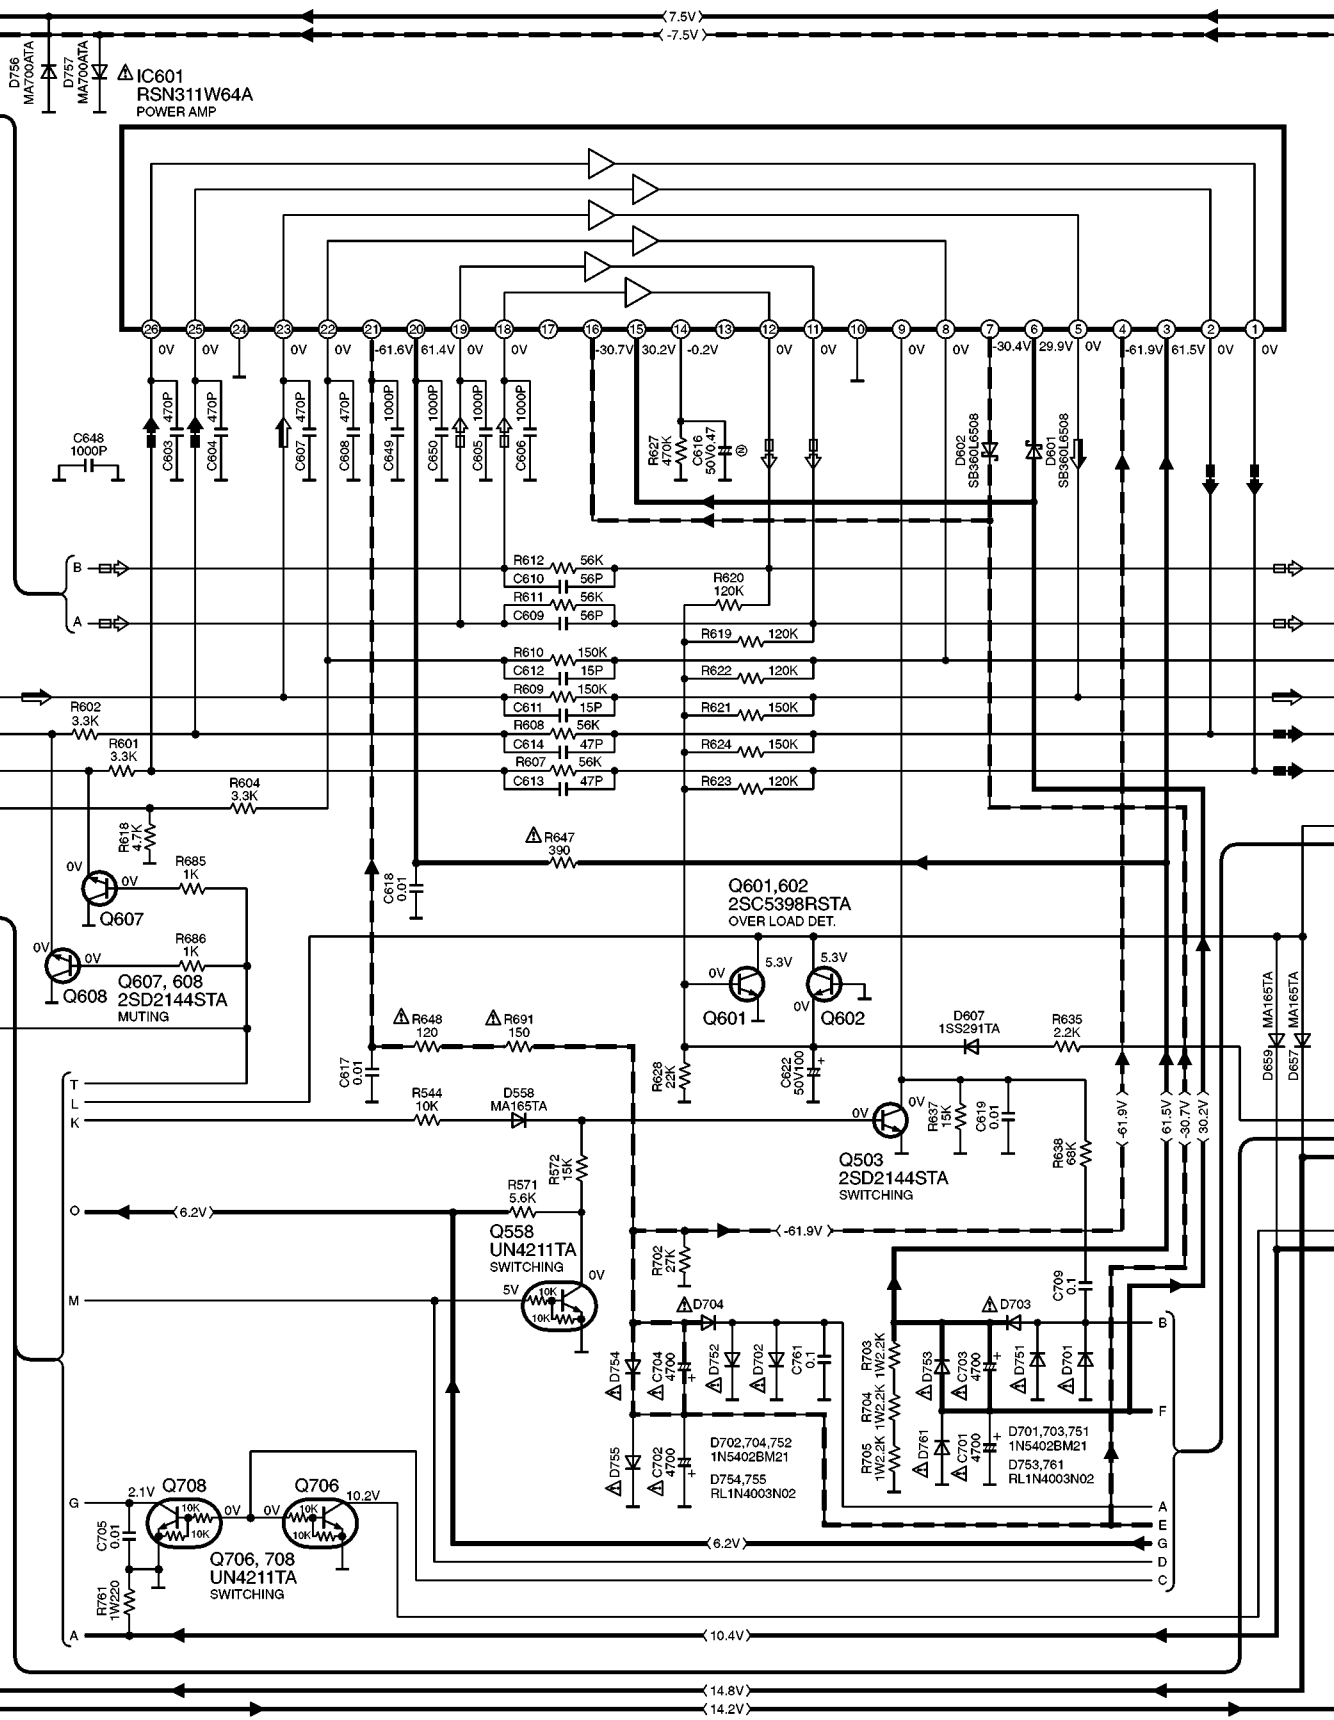 7.5V
-7.5V
D756
MA700ATA
D757
MA700ATA
IC601
RSN311W64A
POWER AMP
26 25 24 23 22 21 20 19 18 17 16 15 14 13 12 11 10 9 8 7 6 5 4 3 2 1
0V 0V 0V 0V -61.6V 61.4V 0V 0V -30.7V 30.2V -0.2V 0V 0V 0V -30.4V 29.9V 0V -61.9V 61.5V 0V 0V
C648
1000P
C603
470P
C604
470P
C607
470P
C608
470P
C649
1000P
C650
1000P
C605
1000P
C606
1000P
R627
470K
C616
50V0.47
D602
SB360L6508
D601
SB360L6508
B
A
R612 56K
C610 56P
R611 56K
C609 56P
R610 150K
C612 15P
R609 150K
C611 15P
R608 56K
C614 47P
R607 56K
C613 47P
R620
120K
R619 120K
R622 120K
R621 150K
R624 150K
R623 120K
R602
3.3K
R601
3.3K
R604
3.3K
R618
4.7K
R647
390
C618
0.01
0V
0V
R685
1K
Q607
0V
0V
R686
1K
Q608
Q607, 608
2SD2144STA
MUTING
Q601,602
2SC5398RSTA
OVER LOAD DET.
0V
5.3V
5.3V
0V
Q601
Q602
D607
1SS291TA
R635
2.2K
D659
MA165TA
D657
MA165TA
R648
120
R691
150
C617
0.01
R628
22K
C622
50V100
+
T
L
K
R544
10K
D558
MA165TA
0V
0V
R637
15K
C619
0.01
R638
68K
Q503
2SD2144STA
SWITCHING
-61.9V
61.5V
-30.7V
30.2V
R572
15K
R571
5.6K
O
6.2V
Q558
UN4211TA
SWITCHING
0V
5V
10K
10K
M
-61.9V
R702
27K
C709
0.1
D704
D703
B
D754
C704
4700
+
D752
D702
C761
0.1
R703
1W2.2K
R704
1W2.2K
R705
1W2.2K
D753
C703
4700
+
D751
D701
F
D755
C702
4700
+
D702,704,752
1N5402BM21
D754,755
RL1N4003N02
D761
C701
4700
+
D701,703,751
1N5402BM21
D753,761
RL1N4003N02
G
2.1V
Q708
10K
10K
0V
0V
Q706
10K
10K
10.2V
C705
0.01
Q706, 708
UN4211TA
SWITCHING
R761
1W220
A
E
6.2V
G
D
C
A
10.4V
14.8V
14.2V